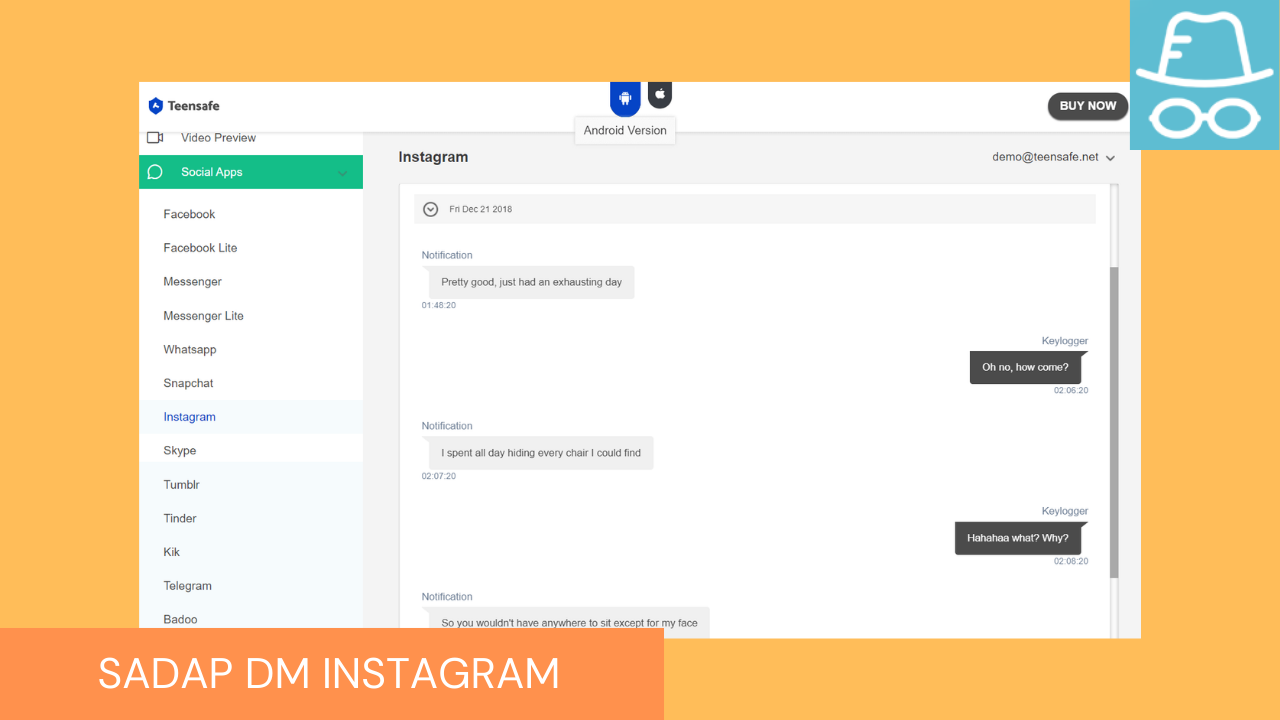 Teensafe
BUY NOW
Android Version
Video Preview
Social Apps
Facebook
Facebook Lite
Messenger
Messenger Lite
Whatsapp
Snapchat
Instagram
Skype
Tumblr
Tinder
Kik
Telegram
Badoo
Instagram
demo@teensafe.net
Fri Dec 21 2018
Notification
Pretty good, just had an exhausting day
01:48:20
Keylogger
Oh no, how come?
02:06:20
Notification
I spent all day hiding every chair I could find
02:07:20
Keylogger
Hahahaa what? Why?
02:08:20
Notification
So you wouldn't have anywhere to sit except for my face
SADAP DM INSTAGRAM